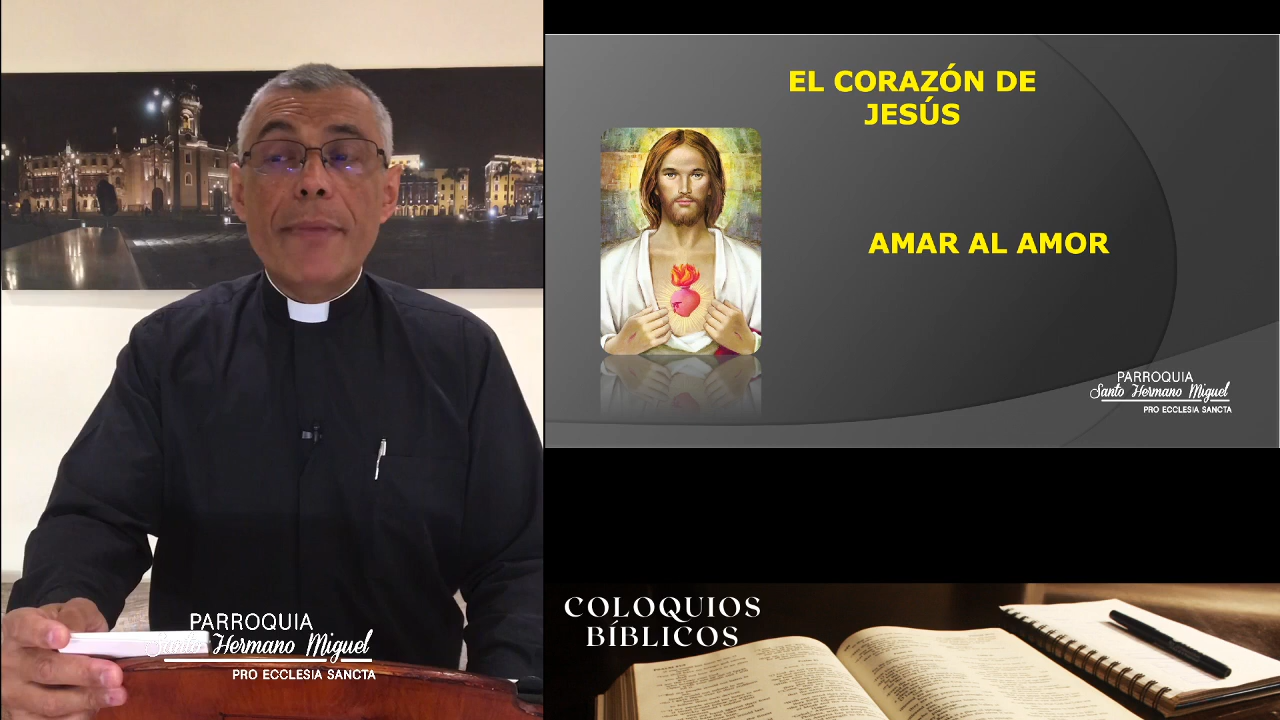 PARROQUIA
Santo Hermano Miguel
PRO ECCLESIA SANCTA
EL CORAZÓN DE
JESÚS
AMAR AL AMOR
PARROQUIA
Santo Hermano Miguel
PRO ECCLESIA SANCTA
COLOQUIOS
BÍBLICOS